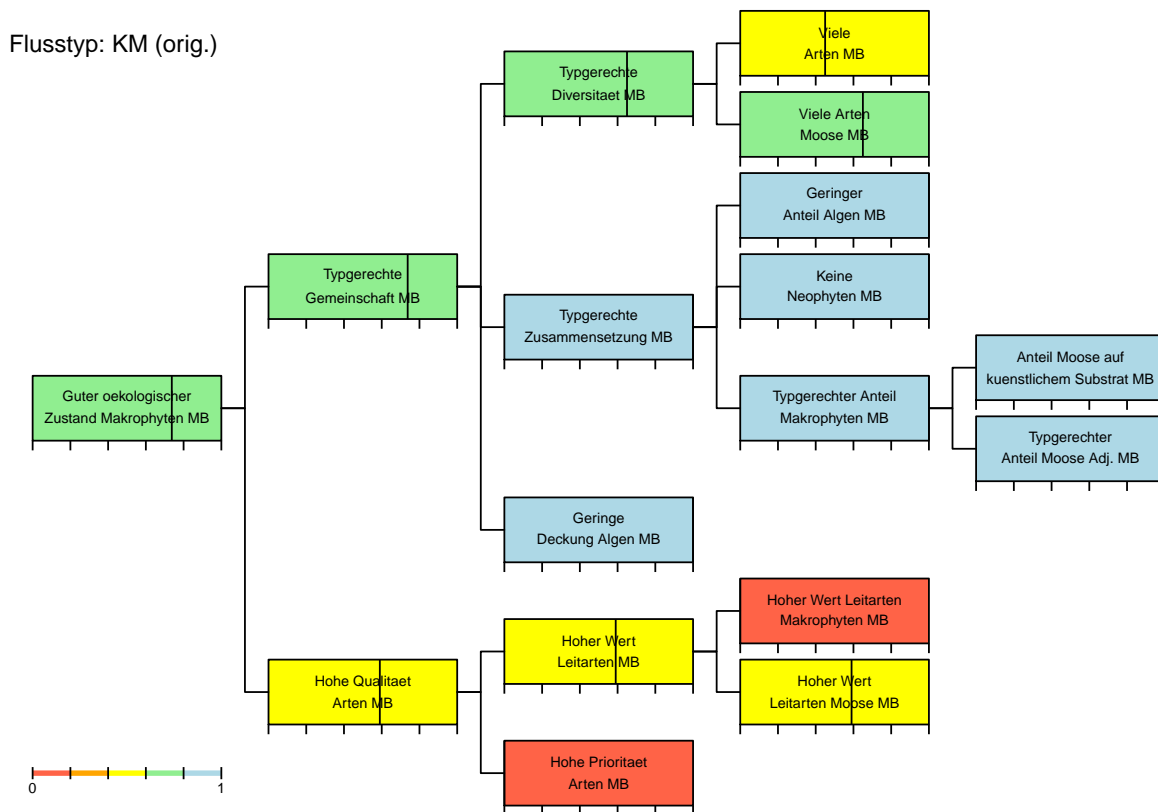 Flusstyp: KM (orig.)
Viele
Arten MB
Typgerechte
Diversitaet MB
Viele Arten
Moose MB
Geringer
Anteil Algen MB
Typgerechte
Gemeinschaft MB
Keine
Neophyten MB
Typgerechte
Zusammensetzung MB
Anteil Moose auf
kuenstlichem Substrat MB
Guter oekologischer
Zustand Makrophyten MB
Typgerechter Anteil
Makrophyten MB
Typgerechter
Anteil Moose Adj. MB
Geringe
Deckung Algen MB
Hoher Wert Leitarten
Makrophyten MB
Hoher Wert
Leitarten MB
Hohe Qualitaet
Arten MB
Hoher Wert
Leitarten Moose MB
Hohe Prioritaet
Arten MB
0 1